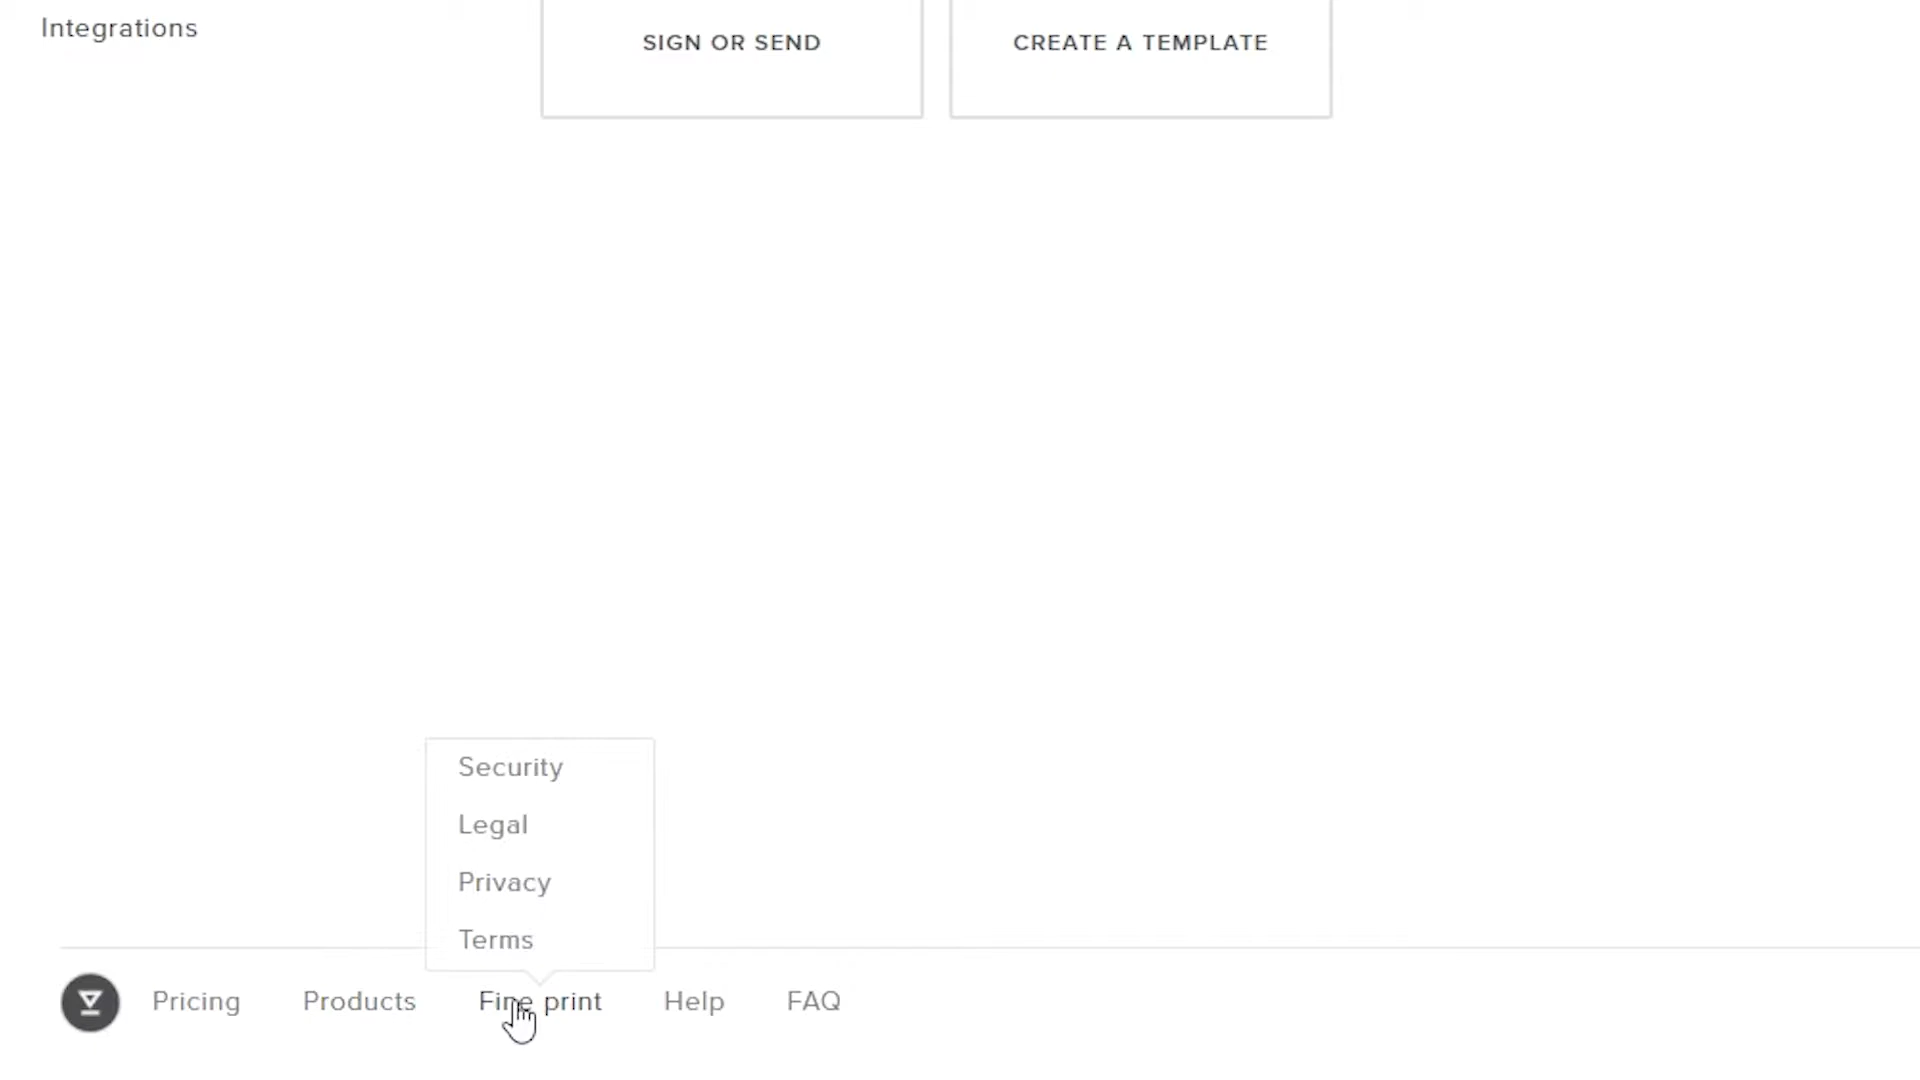 Integrations
SIGN OR SEND
CREATE A TEMPLATE
Security
Legal
Privacy
Terms
Pricing
Products
Fine print
Help
FAQ